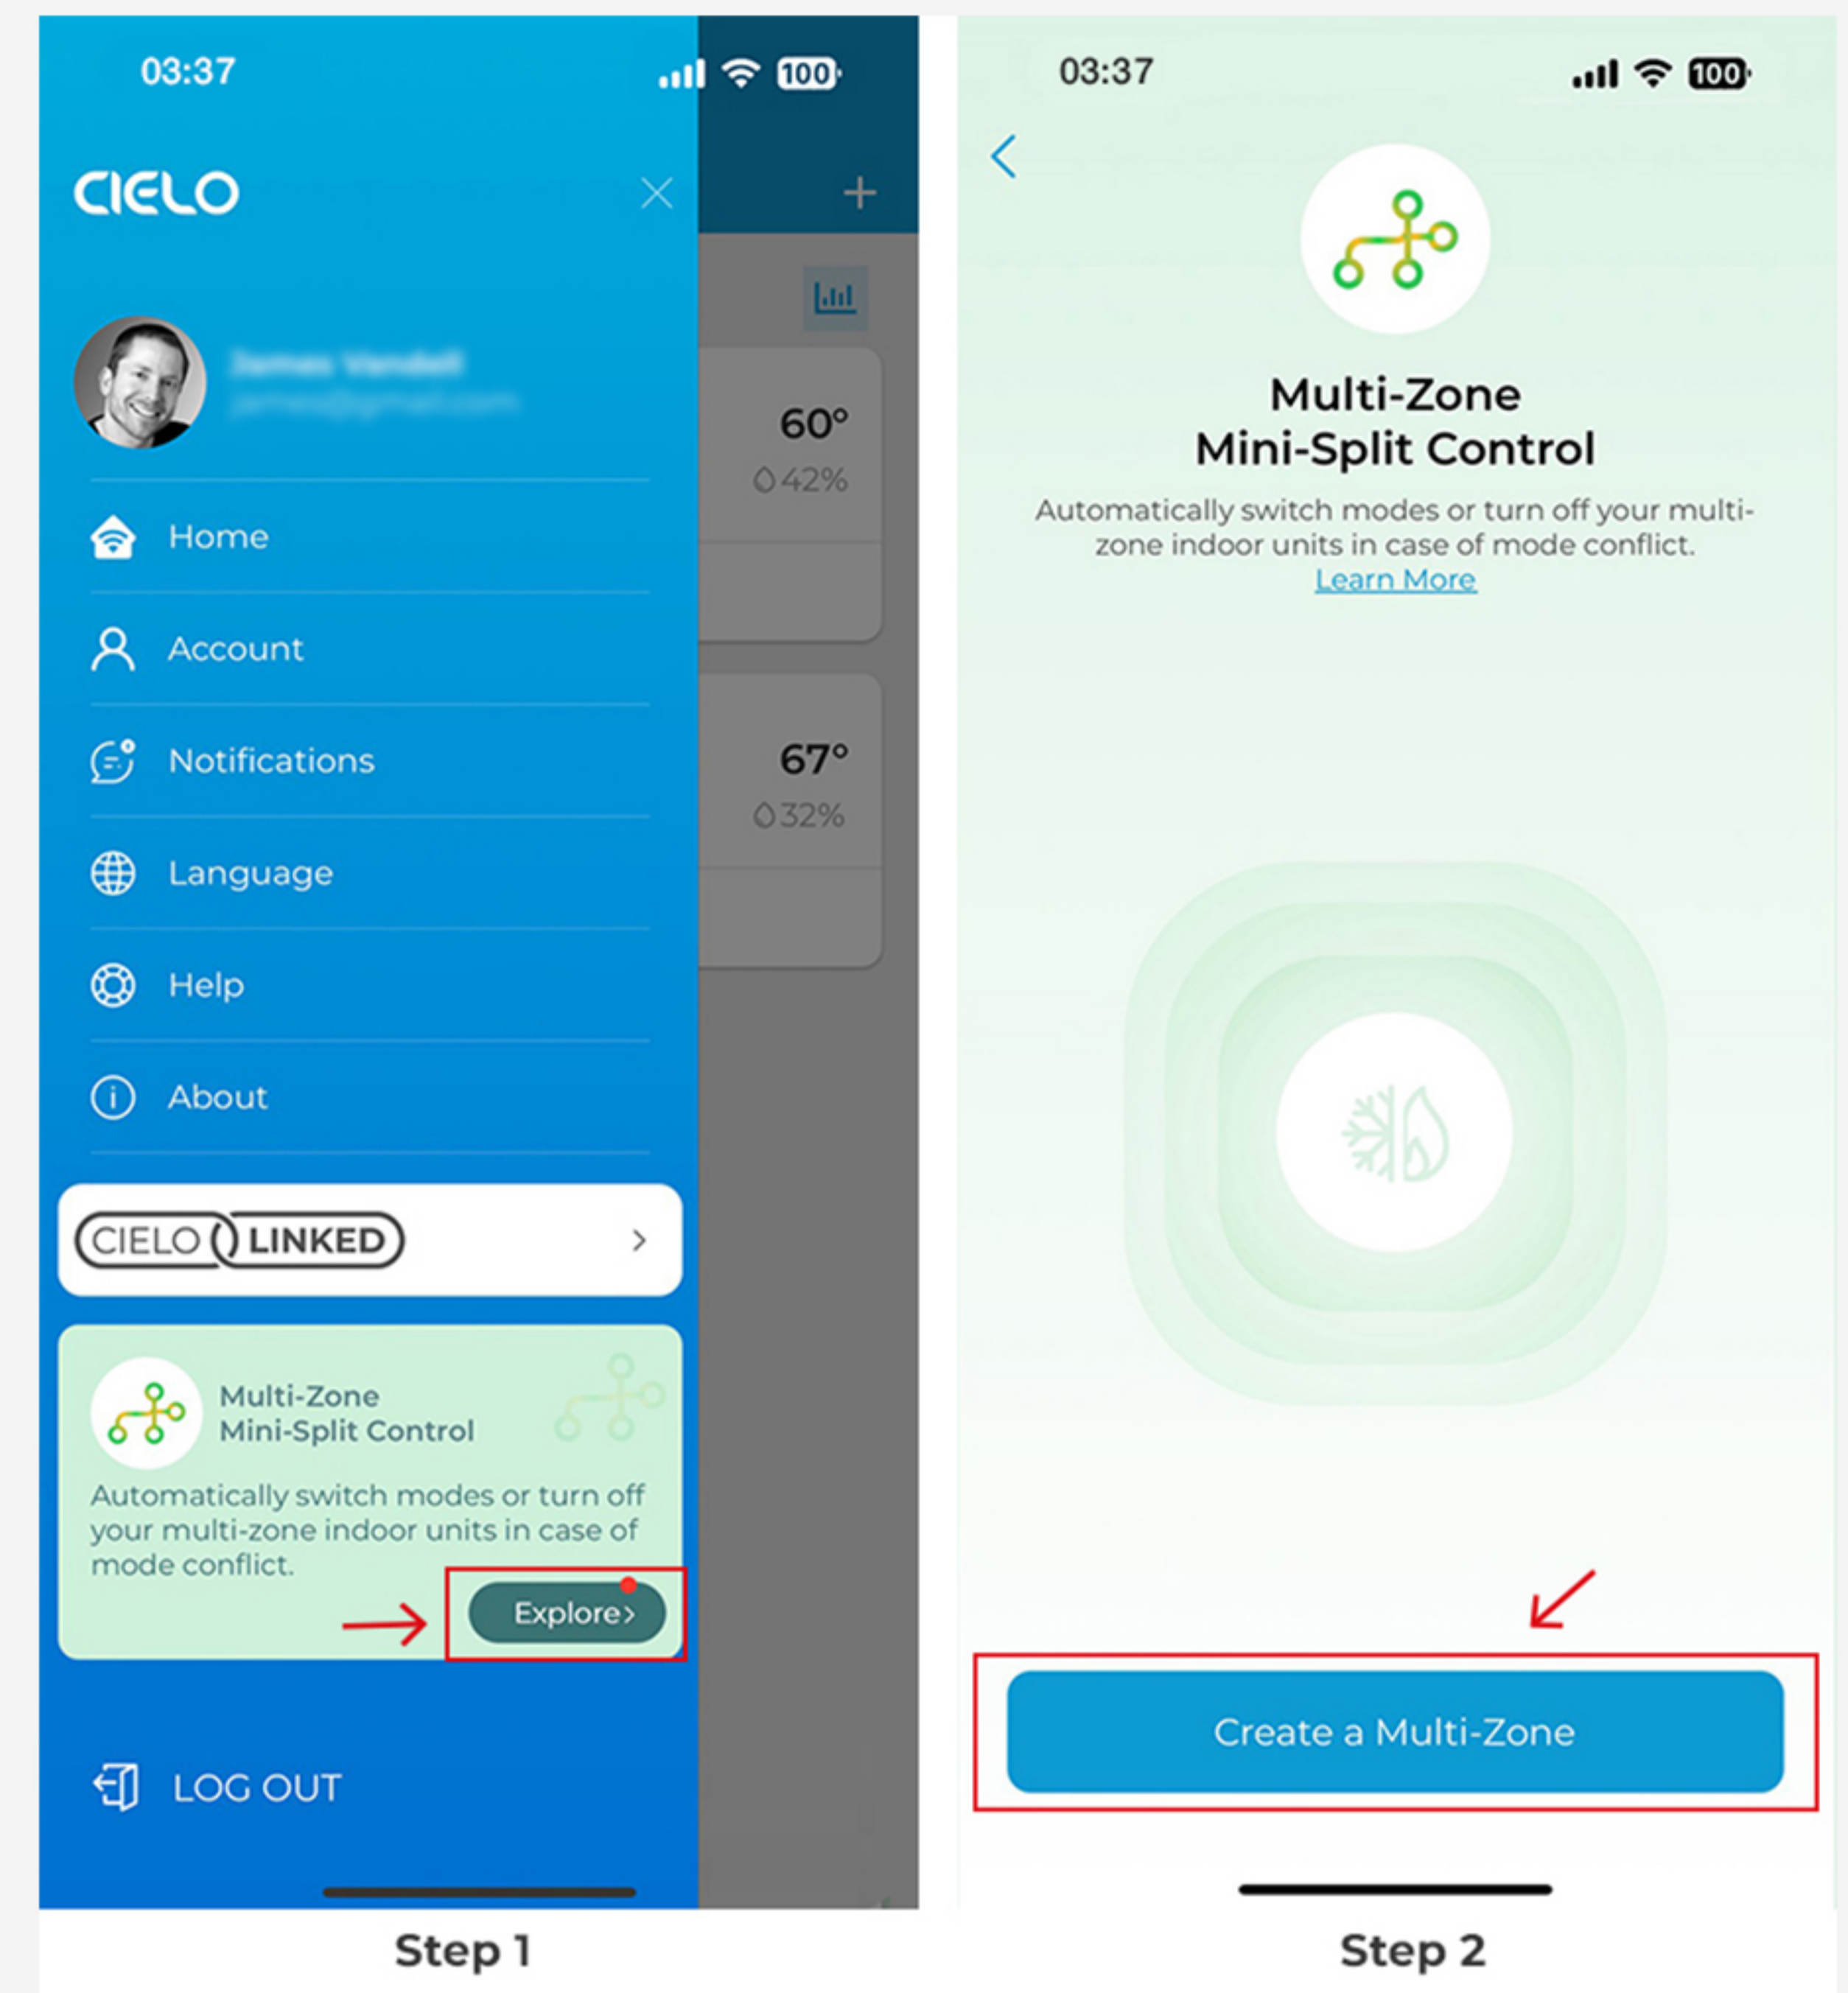 03:37
100
CIELO
60°
42%
Home
Account
Notifications
67°
32%
Language
Help
About
CIELO LINKED
Multi-Zone
Mini-Split Control
Automatically switch modes or turn off
your multi-zone indoor units in case of
mode conflict.
Explore
LOG OUT
Step 1
03:37
100
Multi-Zone
Mini-Split Control
Automatically switch modes or turn off your multi-
zone indoor units in case of mode conflict.
Learn More
Create a Multi-Zone
Step 2